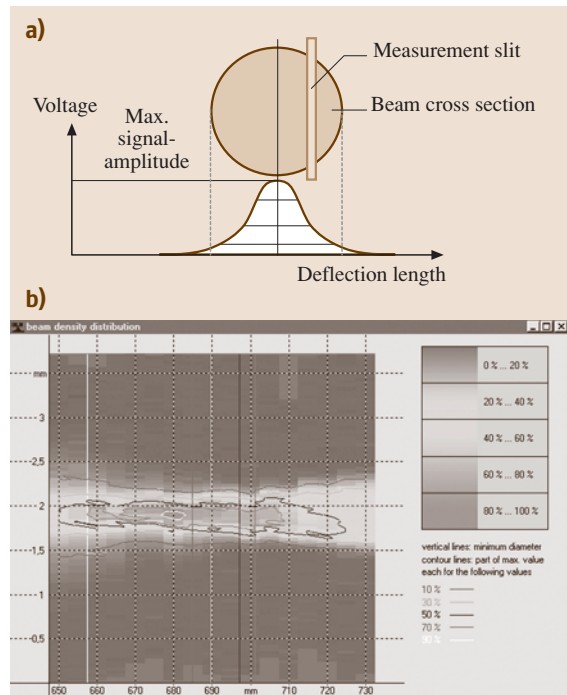 a)
Measurement slit
Voltage
Max.
signal-
amplitude
Beam cross section
Deflection length
b)
beam density distribution
mm
3
2,5
2
1,5
1
0,5
650 660 670 680 690 mm 710 720 730
0 % ... 20 %
20 % ... 40 %
40 % ... 60 %
60 % ... 80 %
80 % ... 100 %
vertical lines: minimum diameter
contour lines: part of max. value
each for the following values
10 %
30 %
50 %
70 %
90 %